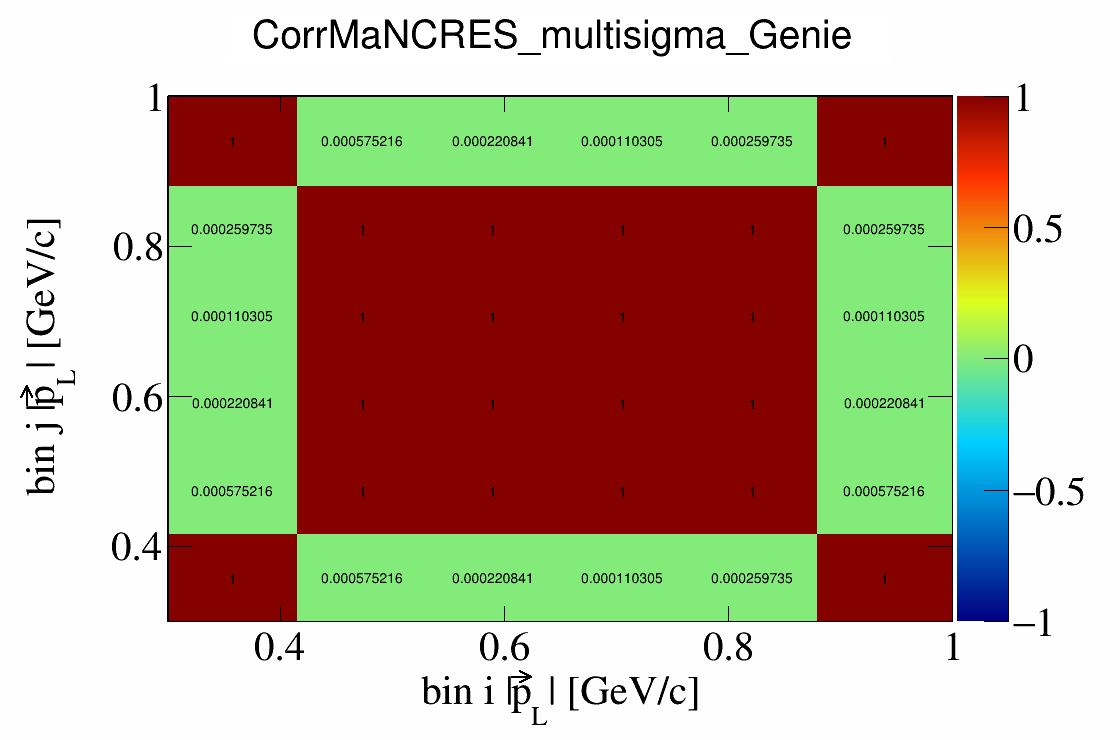 CorrMaNCRES_multisigma_Genie
1 0.000575216 0.000220841 0.000110305 0.000259735 1
0.000259735 1 1 1 1 0.000259735
0.000110305 1 1 1 1 0.000110305
0.000220841 1 1 1 1 0.000220841
0.000575216 1 1 1 1 0.000575216
1 0.000575216 0.000220841 0.000110305 0.000259735 1
1
0.8
0.6
0.4
bin j |p⃗_L| [GeV/c]
0.4 0.6 0.8 1
bin i |p⃗_L| [GeV/c]
1
0.5
0
−0.5
−1